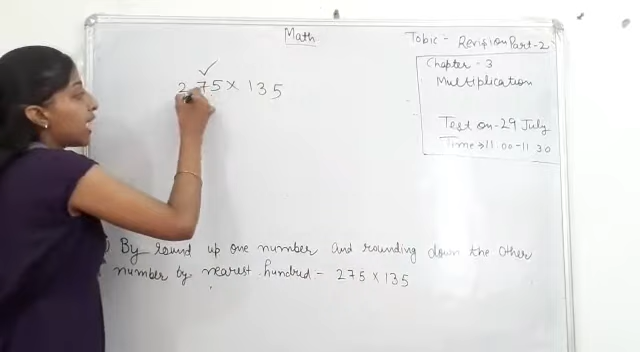 Math
Tobic - Revision Part-2
Chapter - 3
Multiplication
Test on - 29 July
Time → 11:00-11:30
275 × 135
By round up one number and rounding down the other
number by nearest hundred - 275 × 135